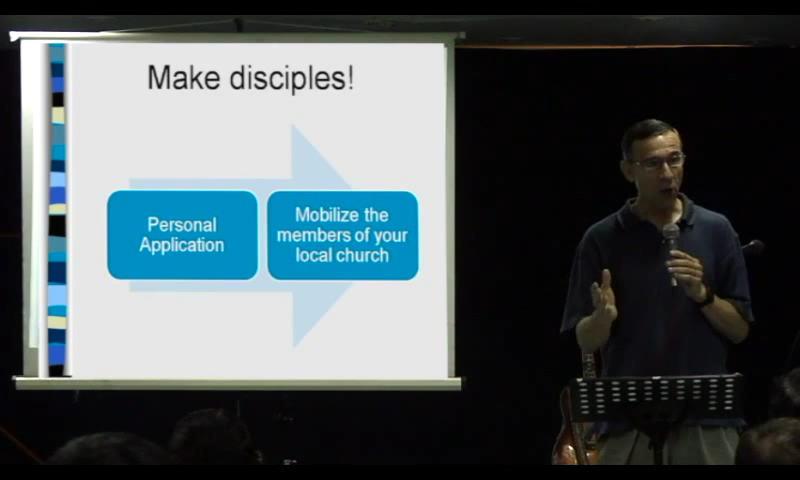 Make disciples!
Personal
Application
Mobilize the
members of your
local church